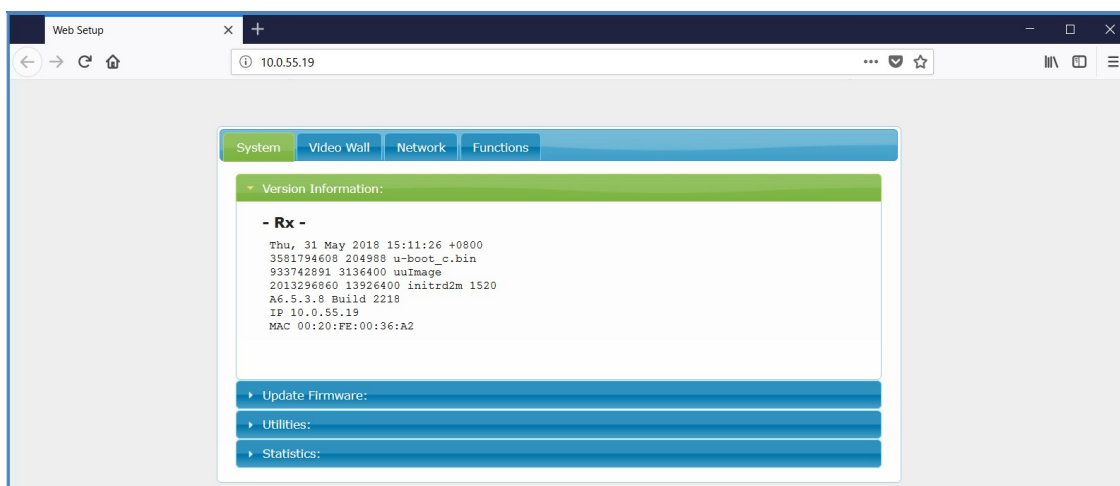 Web Setup
10.0.55.19
System Video Wall Network Functions
Version Information:
- Rx -
Thu, 31 May 2018 15:11:26 +0800
3581794608 204988 u-boot_c.bin
933742891 3136400 uuImage
2013296860 13926400 initrd2m 1520
A6.5.3.8 Build 2218
IP 10.0.55.19
MAC 00:20:FE:00:36:A2
Update Firmware:
Utilities:
Statistics: